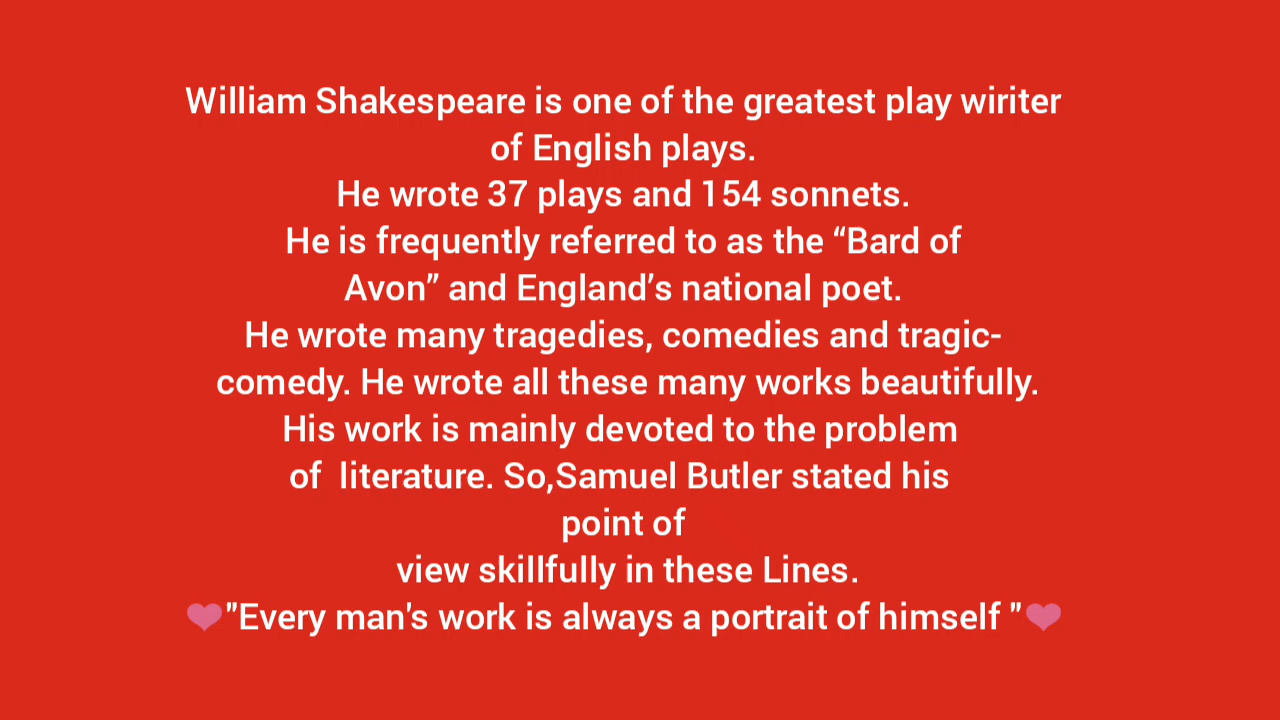 William Shakespeare is one of the greatest play wiriter
of English plays.
He wrote 37 plays and 154 sonnets.
He is frequently referred to as the “Bard of
Avon” and England’s national poet.
He wrote many tragedies, comedies and tragic-
comedy. He wrote all these many works beautifully.
His work is mainly devoted to the problem
of  literature. So,Samuel Butler stated his
point of
view skillfully in these Lines.
"Every man's work is always a portrait of himself "